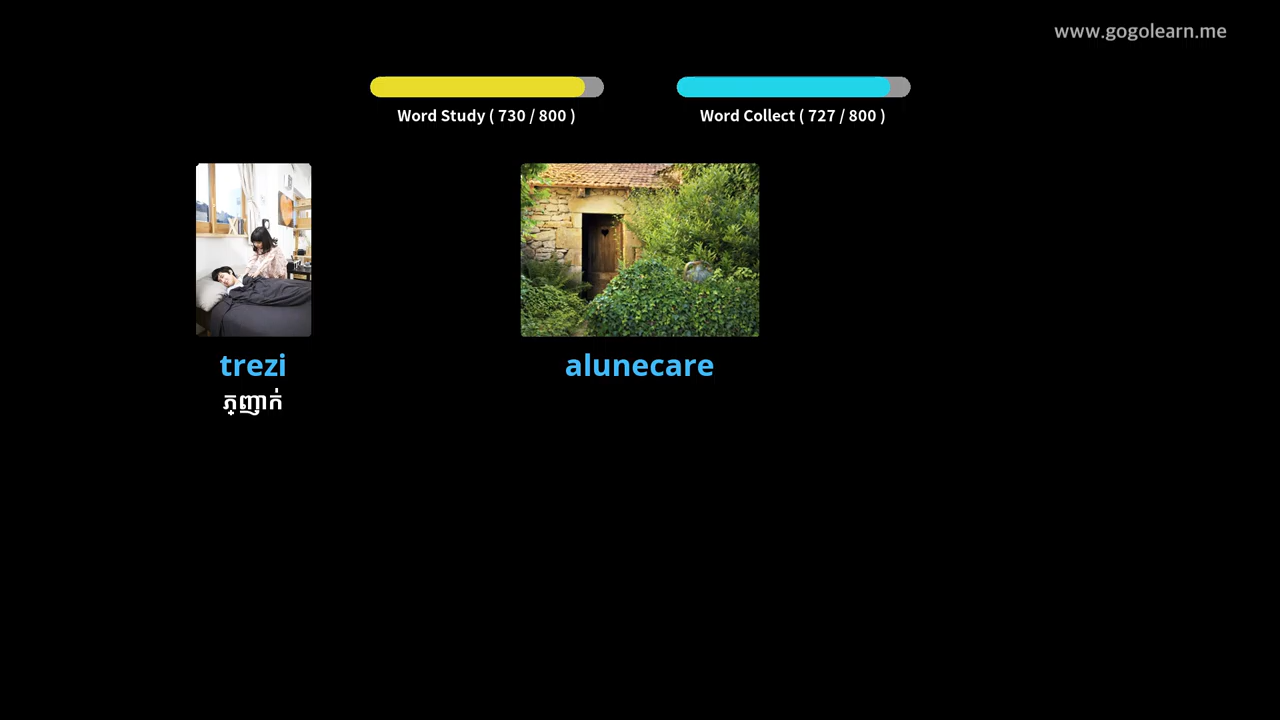 www.gogolearn.me
Word Study ( 730 / 800 )
Word Collect ( 727 / 800 )
trezi
ភ្ញាក់
alunecare